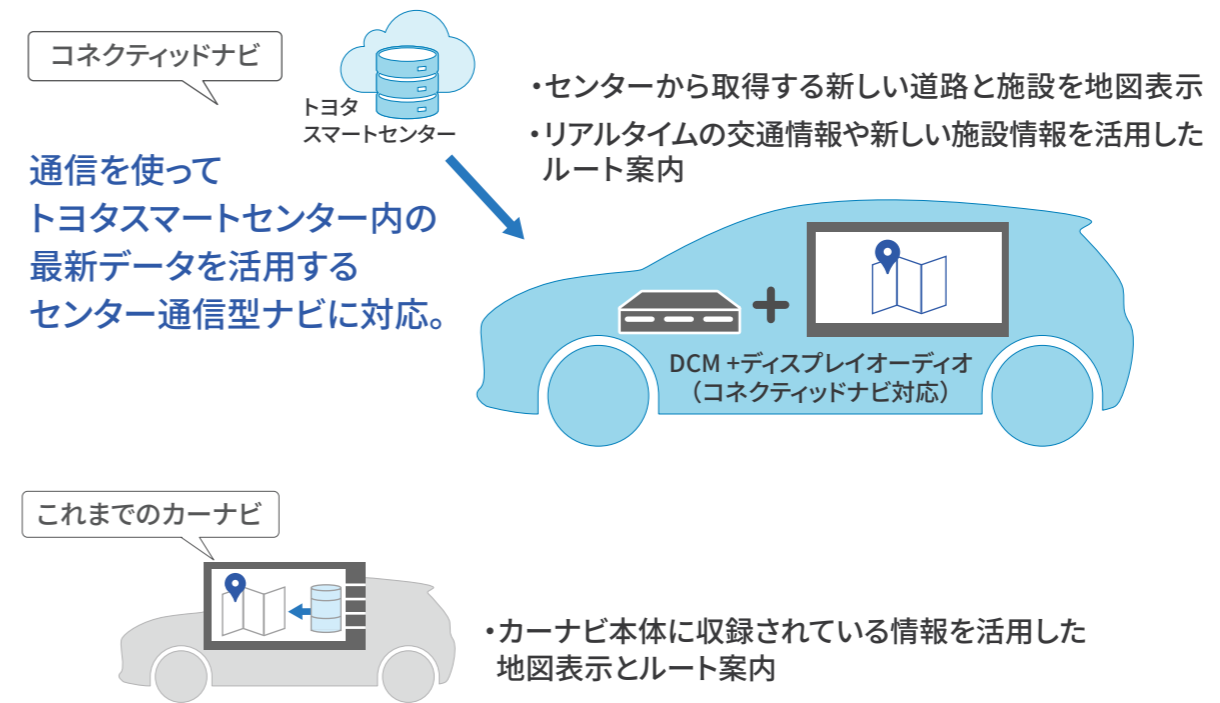 コネクティッドナビ
トヨタ
スマートセンター
通信を使って
トヨタスマートセンター内の
最新データを活用する
センター通信型ナビに対応。
・センターから取得する新しい道路と施設を地図表示
・リアルタイムの交通情報や新しい施設情報を活用した
ルート案内
DCM +ディスプレイオーディオ
（コネクティッドナビ対応）
これまでのカーナビ
・カーナビ本体に収録されている情報を活用した
地図表示とルート案内